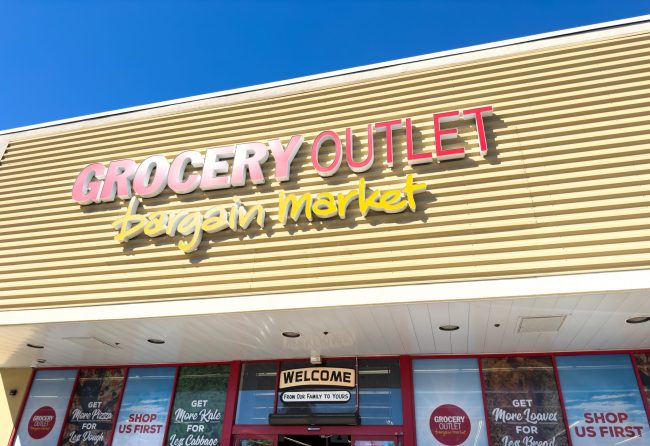 GROCERY OUTLET
bargain market
WELCOME
FROM OUR FAMILY TO YOURS
GROCERY
OUTLET
Bargain Market
GET
More Pizza
FOR
Less Dough
SHOP
US FIRST
GET
More Kale
FOR
Less Cabbage
GROCERY
OUTLET
Bargain Market
GET
More Loaves
FOR
Less Bread
SHOP
US FIRST